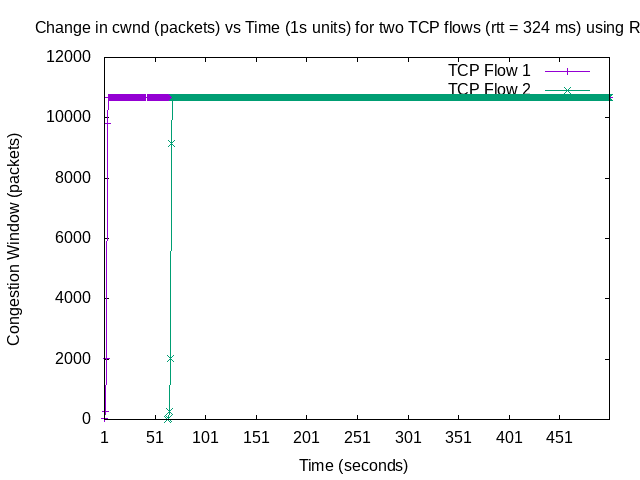 Change in cwnd (packets) vs Time (1s units) for two TCP flows (rtt = 324 ms) using R
12000
10000
8000
6000
4000
2000
0
Congestion Window (packets)
TCP Flow 1
TCP Flow 2
1 51 101 151 201 251 301 351 401 451
Time (seconds)